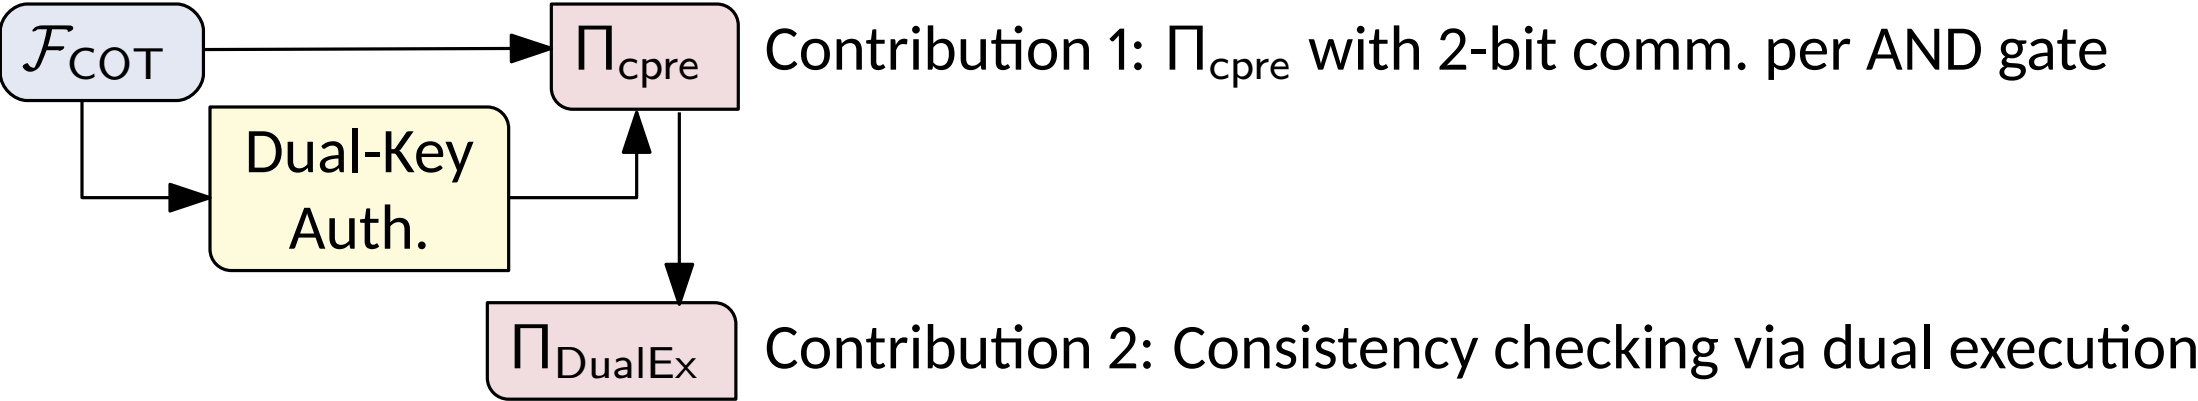 ℱ_COT
Π_cpre
Contribution 1: Π_cpre with 2-bit comm. per AND gate
Dual-Key
Auth.
Π_DualEx
Contribution 2: Consistency checking via dual execution